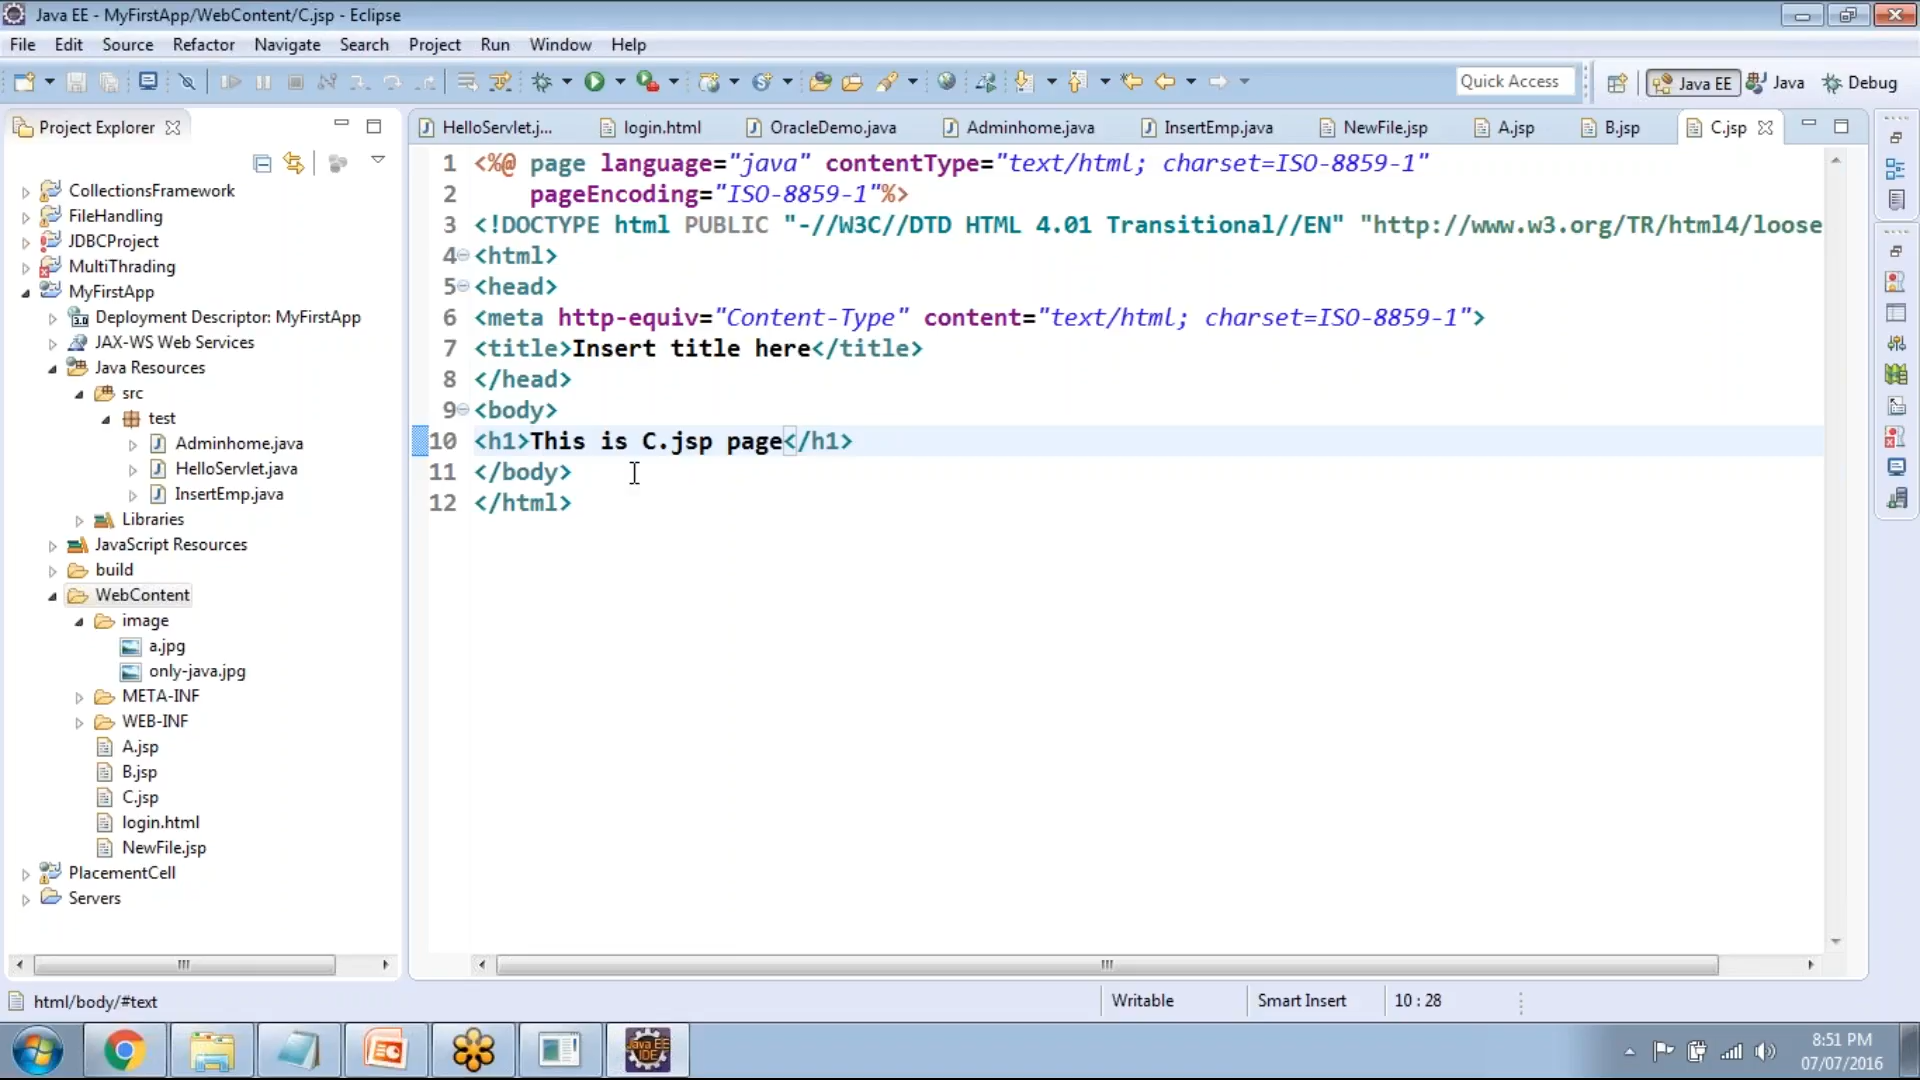 Java EE - MyFirstApp/WebContent/C.jsp - Eclipse
File Edit Source Refactor Navigate Search Project Run Window Help
Quick Access
Java EE
Java
Debug
Project Explorer
HelloServlet.j...
login.html
OracleDemo.java
Adminhome.java
InsertEmp.java
NewFile.jsp
A.jsp
B.jsp
C.jsp
CollectionsFramework
FileHandling
JDBCProject
MultiThrading
MyFirstApp
Deployment Descriptor: MyFirstApp
JAX-WS Web Services
Java Resources
src
test
Adminhome.java
HelloServlet.java
InsertEmp.java
Libraries
JavaScript Resources
build
WebContent
image
a.jpg
only-java.jpg
META-INF
WEB-INF
A.jsp
B.jsp
C.jsp
login.html
NewFile.jsp
PlacementCell
Servers
1 <%@ page language="java" contentType="text/html; charset=ISO-8859-1"
2 pageEncoding="ISO-8859-1"%>
3 <!DOCTYPE html PUBLIC "-//W3C//DTD HTML 4.01 Transitional//EN" "http://www.w3.org/TR/html4/loose
4 <html>
5 <head>
6 <meta http-equiv="Content-Type" content="text/html; charset=ISO-8859-1">
7 <title>Insert title here</title>
8 </head>
9 <body>
10 <h1>This is C.jsp page</h1>
11 </body>
12 </html>
html/body/#text
Writable
Smart Insert
10 : 28
Java EE
IDE
8:51 PM
07/07/2016